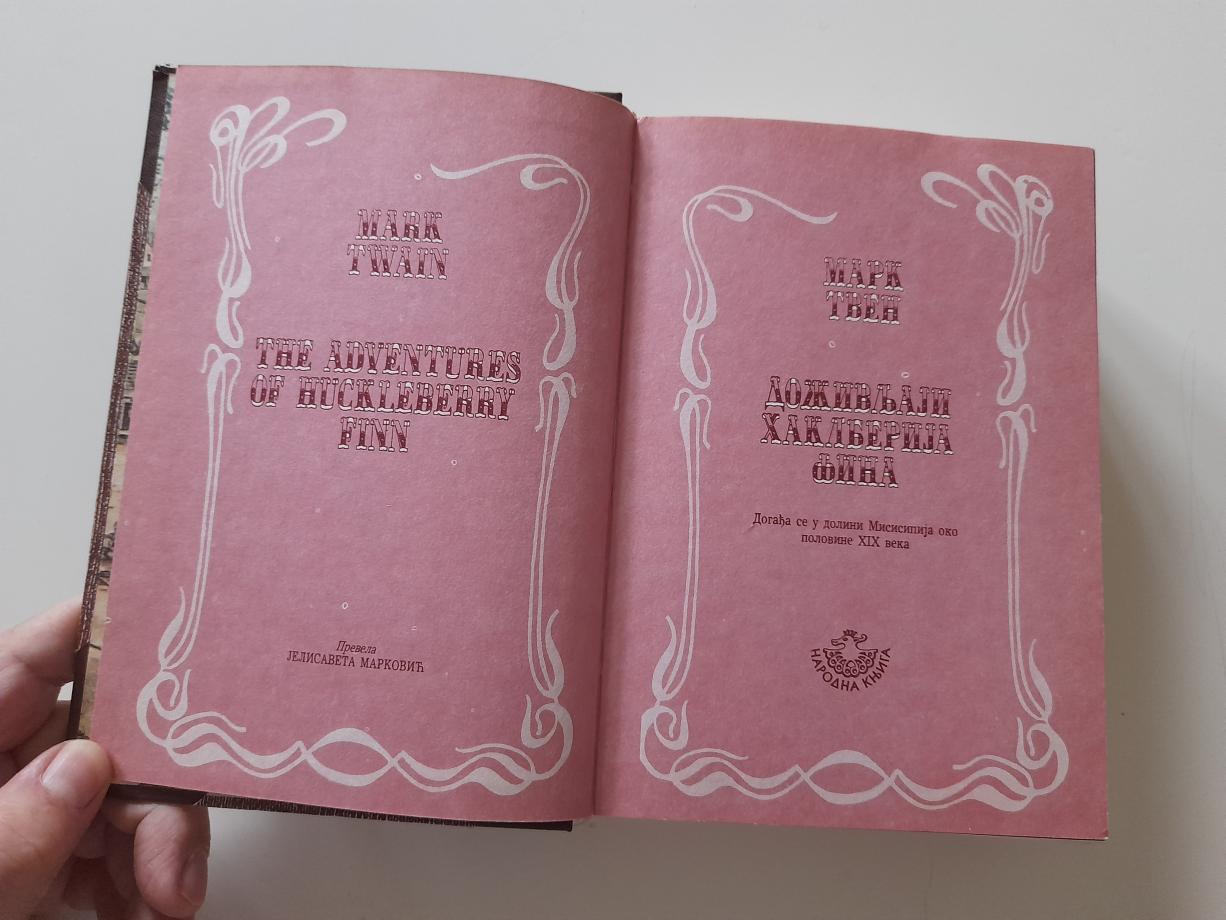 MARK
TWAIN
THE ADVENTURES
OF HUCKLEBERRY
FINN
Превела
ЈЕЛИСАВЕТА МАРКОВИЋ
МАРК
ТВЕН
ДОЖИВЉАЈИ
ХАКЛБЕРИЈА
ФИНА
Догађа се у долини Мисисипија око
половине XIX века
НАРОДНА КЊИГА